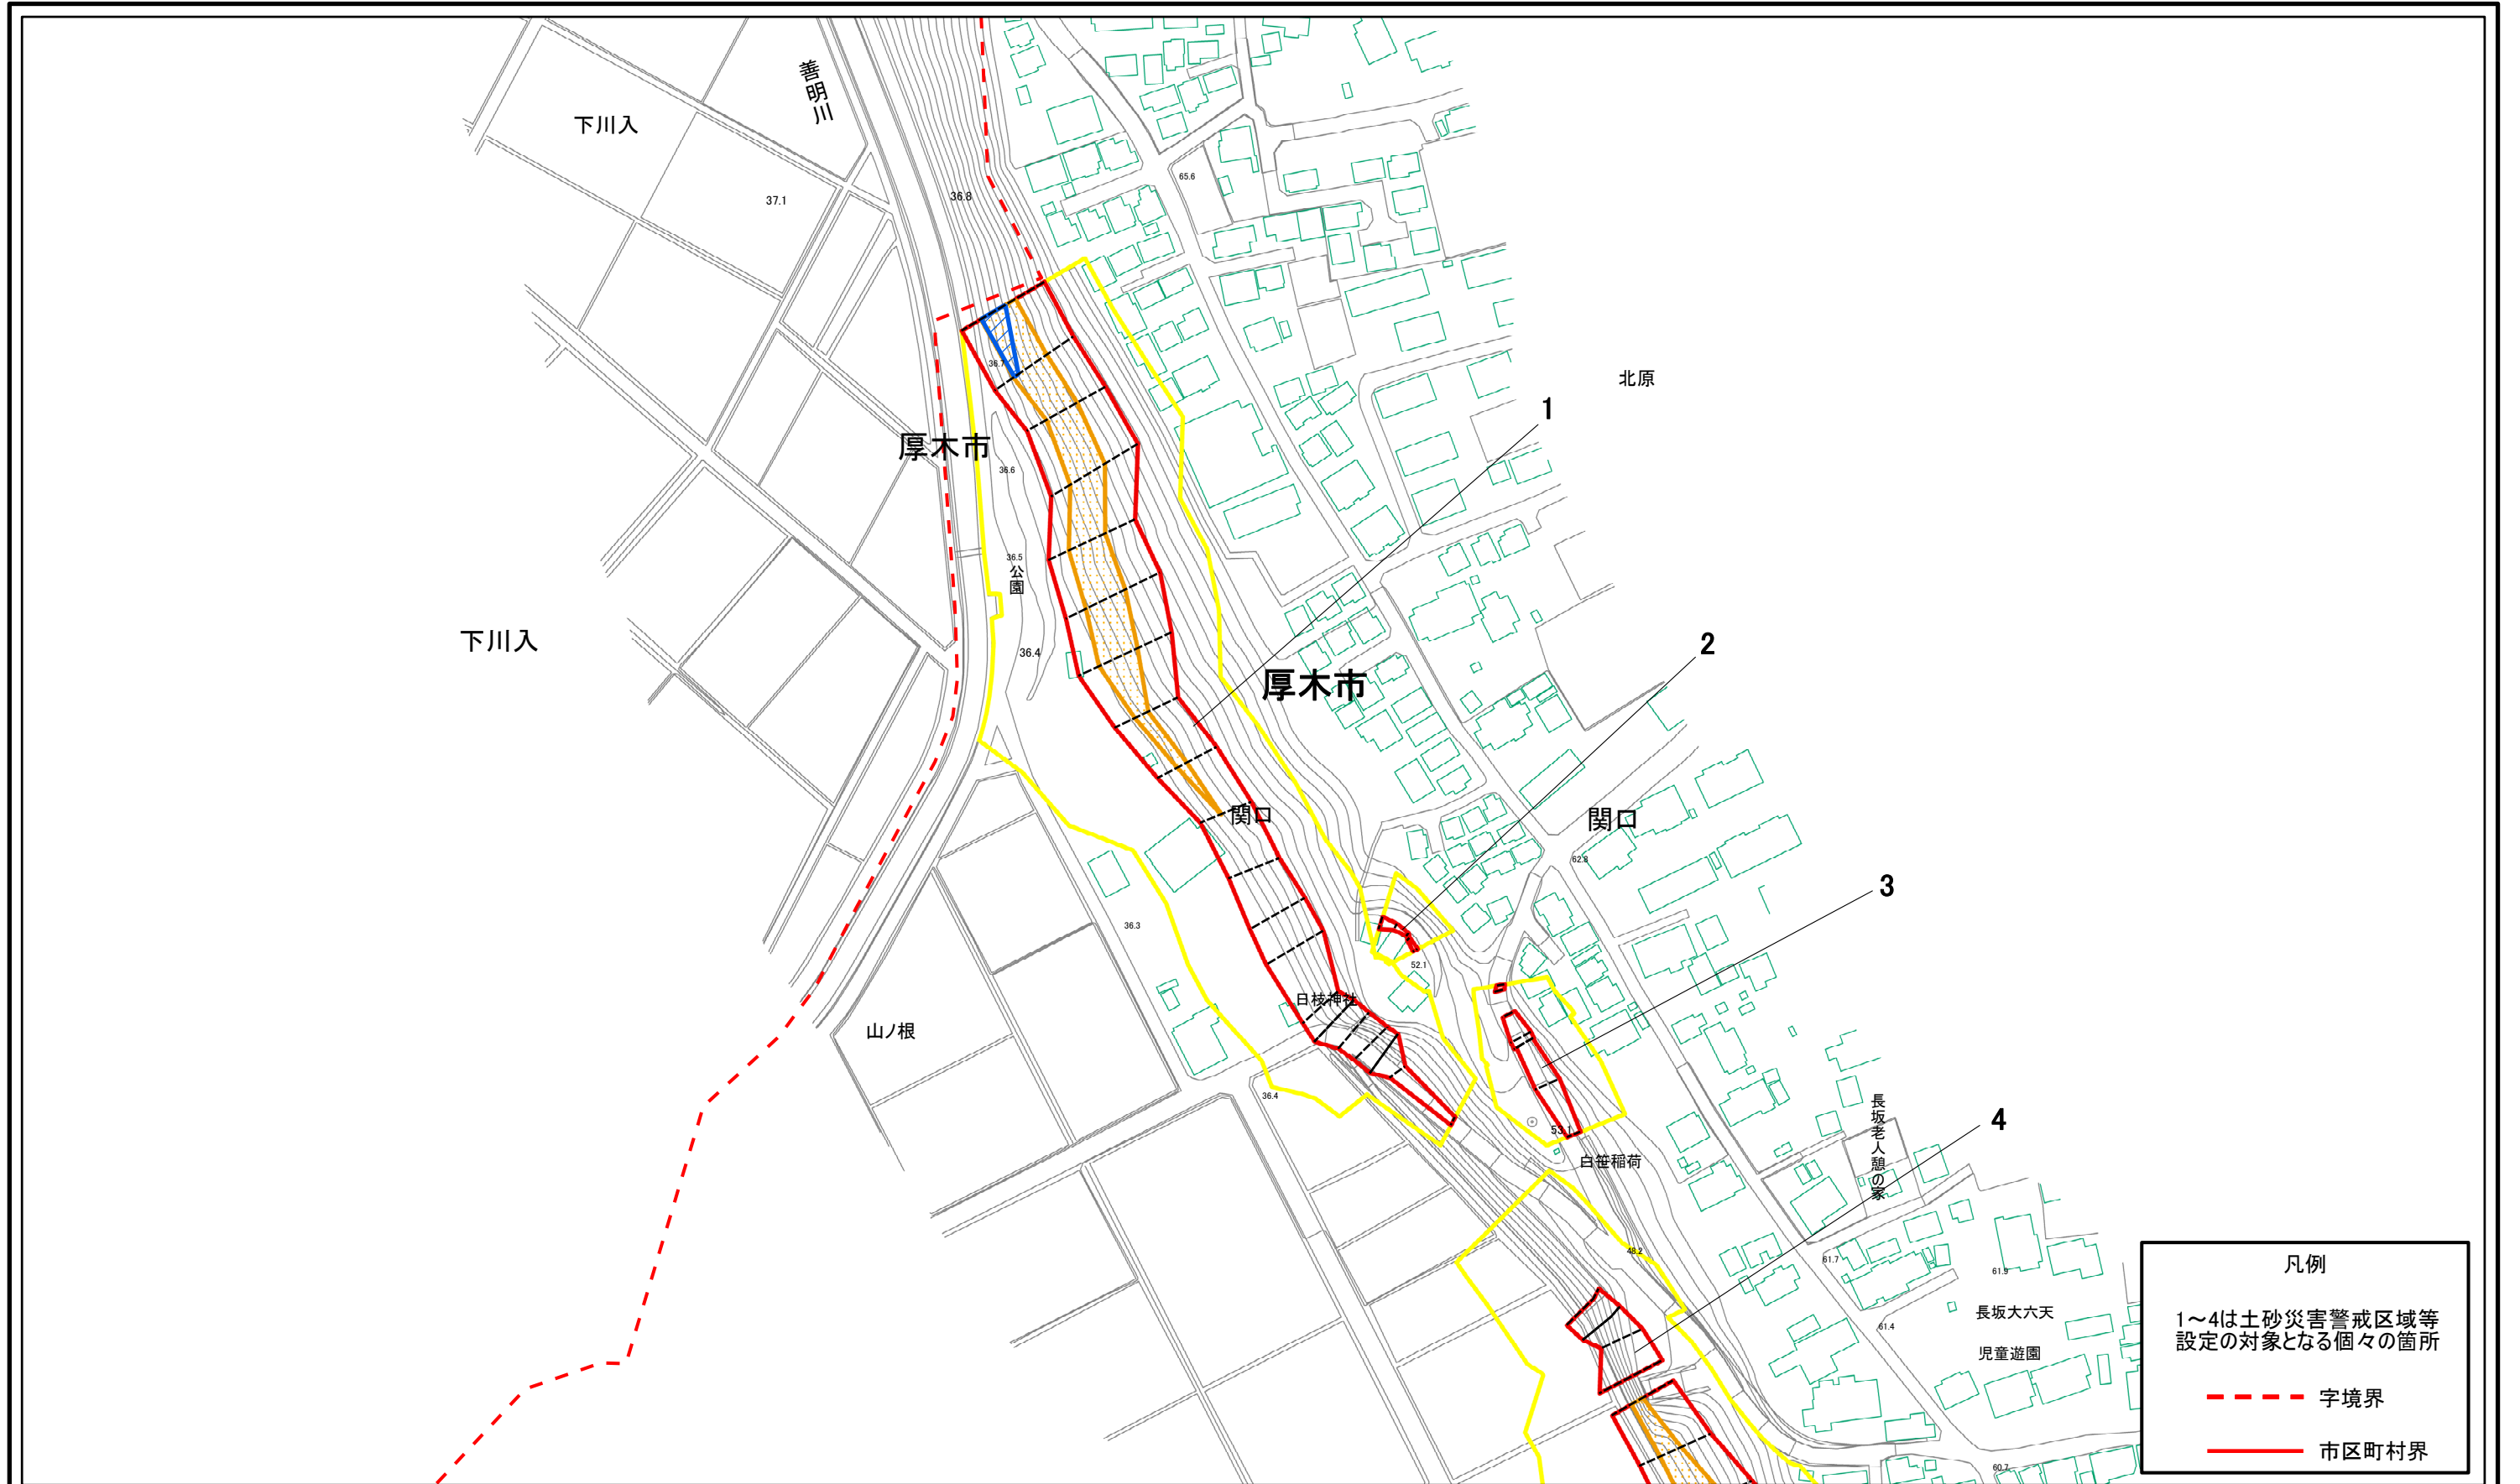 善明川
下川入
37.1
36.8
65.6
36.7
北原
1
厚木市
36.6
36.5
公園
下川入
36.4
2
厚木市
関口
関口
62.8
3
36.3
52.1
日枝神社
山ノ根
36.4
53.1
長坂老人憩の家
4
白笹稲荷
48.2
61.7
61.9
長坂大六天
61.4
児童遊園
60.7
凡例
1～4は土砂災害警戒区域等
設定の対象となる個々の箇所
字境界
市区町村界